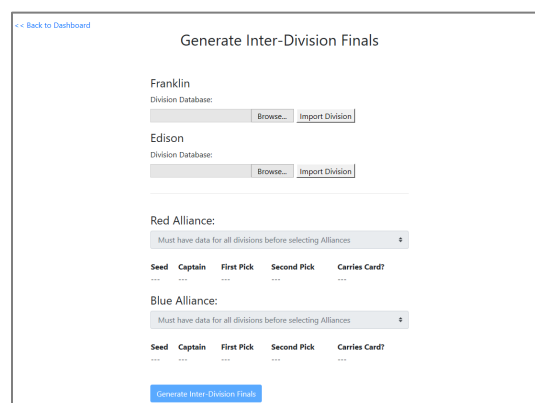 << Back to Dashboard
Generate Inter-Division Finals
Franklin
Division Database:
Browse... Import Division
Edison
Division Database:
Browse... Import Division
Red Alliance:
Must have data for all divisions before selecting Alliances
Seed Captain First Pick Second Pick Carries Card?
--- --- --- --- ---
Blue Alliance:
Must have data for all divisions before selecting Alliances
Seed Captain First Pick Second Pick Carries Card?
--- --- --- --- ---
Generate Inter-Division Finals